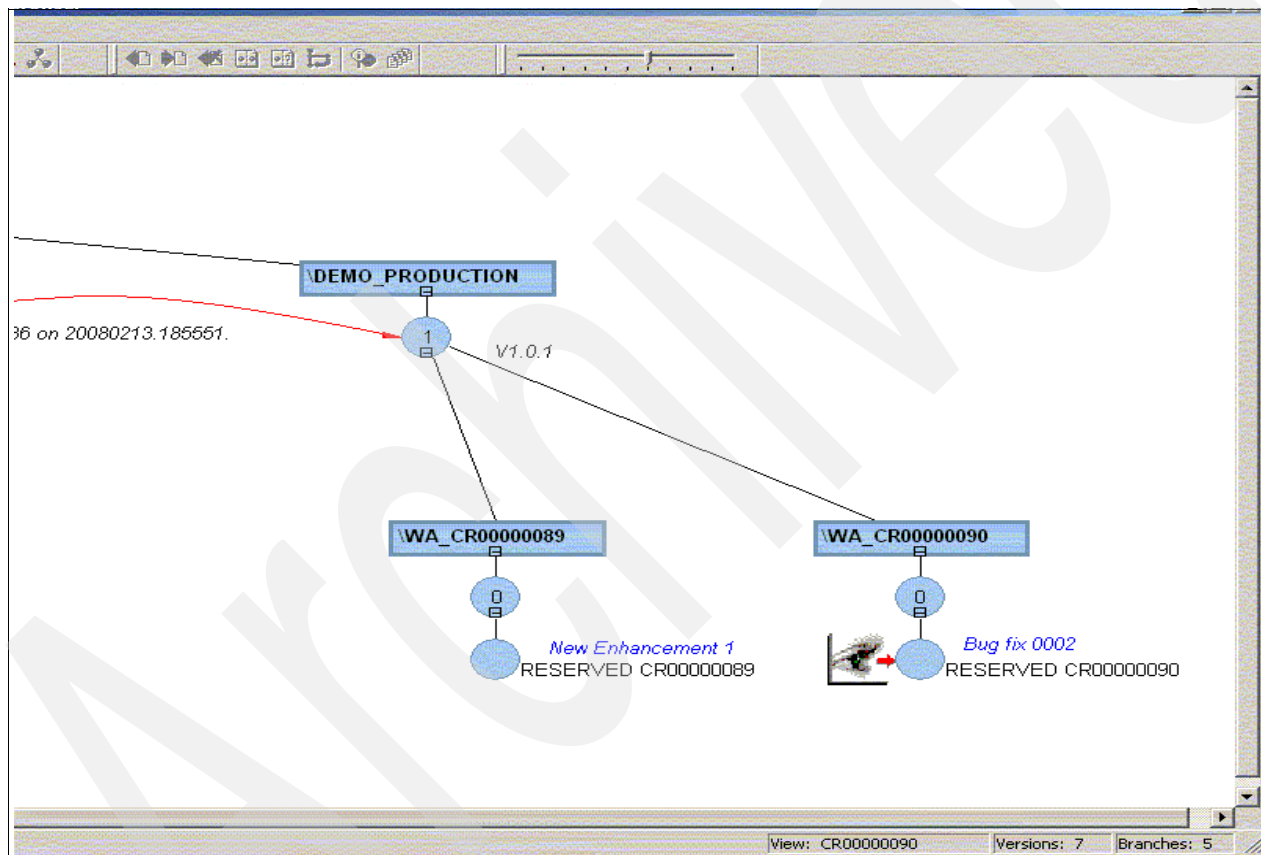 \DEMO_PRODUCTION
1
36 on 20080213.185551.
V1.0.1
\WA_CR00000089
\WA_CR00000090
0
0
New Enhancement 1
RESERVED CR00000089
Bug fix 0002
RESERVED CR00000090
View: CR00000090
Versions: 7
Branches: 5
Archived